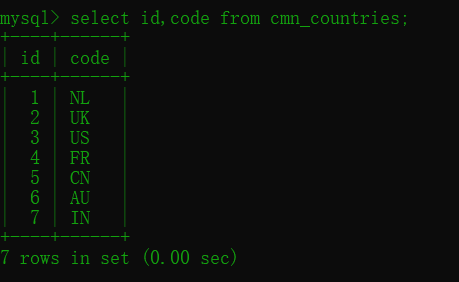 mysql> select id,code from cmn_countries;
+----+------+
| id | code |
+----+------+
| 1 | NL |
| 2 | UK |
| 3 | US |
| 4 | FR |
| 5 | CN |
| 6 | AU |
| 7 | IN |
+----+------+
7 rows in set (0.00 sec)